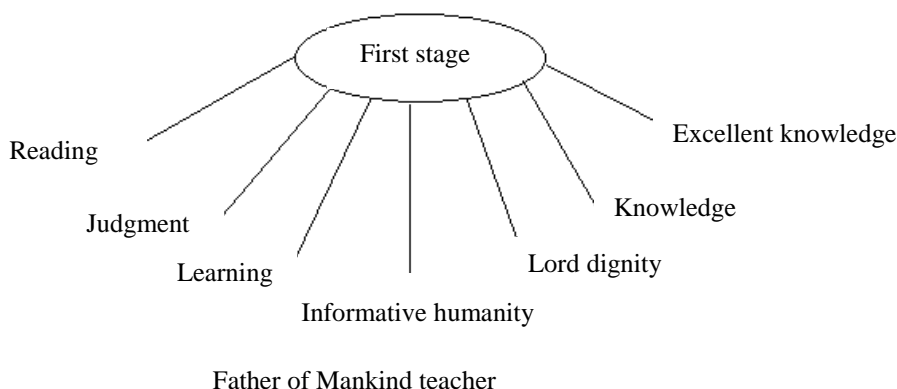 First stage
Reading
Judgment
Learning
Informative humanity
Lord dignity
Knowledge
Excellent knowledge
Father of Mankind teacher